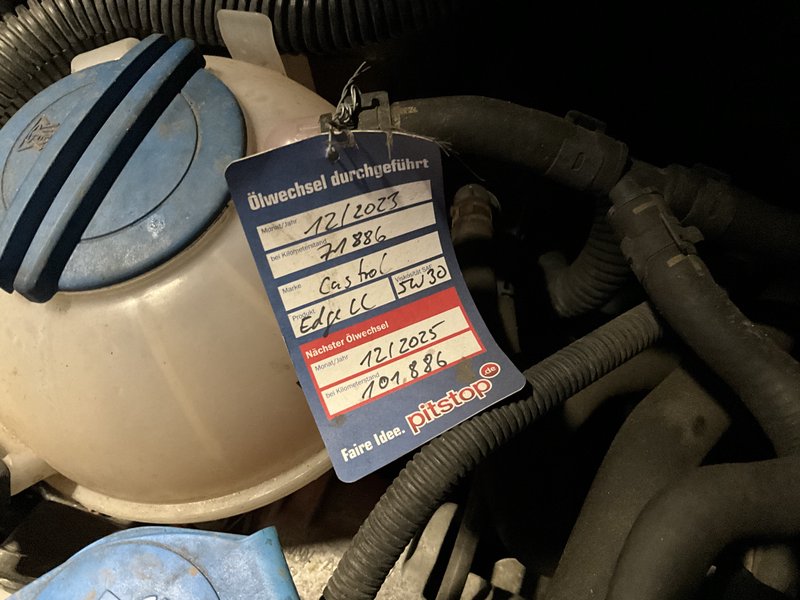 Ölwechsel durchgeführt
Monat/Jahr 12/2023
bei Kilometerstand 71886
Marke Castrol
Produkt Edge LL Viskosität SAE 5W30
Nächster Ölwechsel
Monat/Jahr 12/2025
bei Kilometerstand 101.886
Faire Idee. pitstop.de